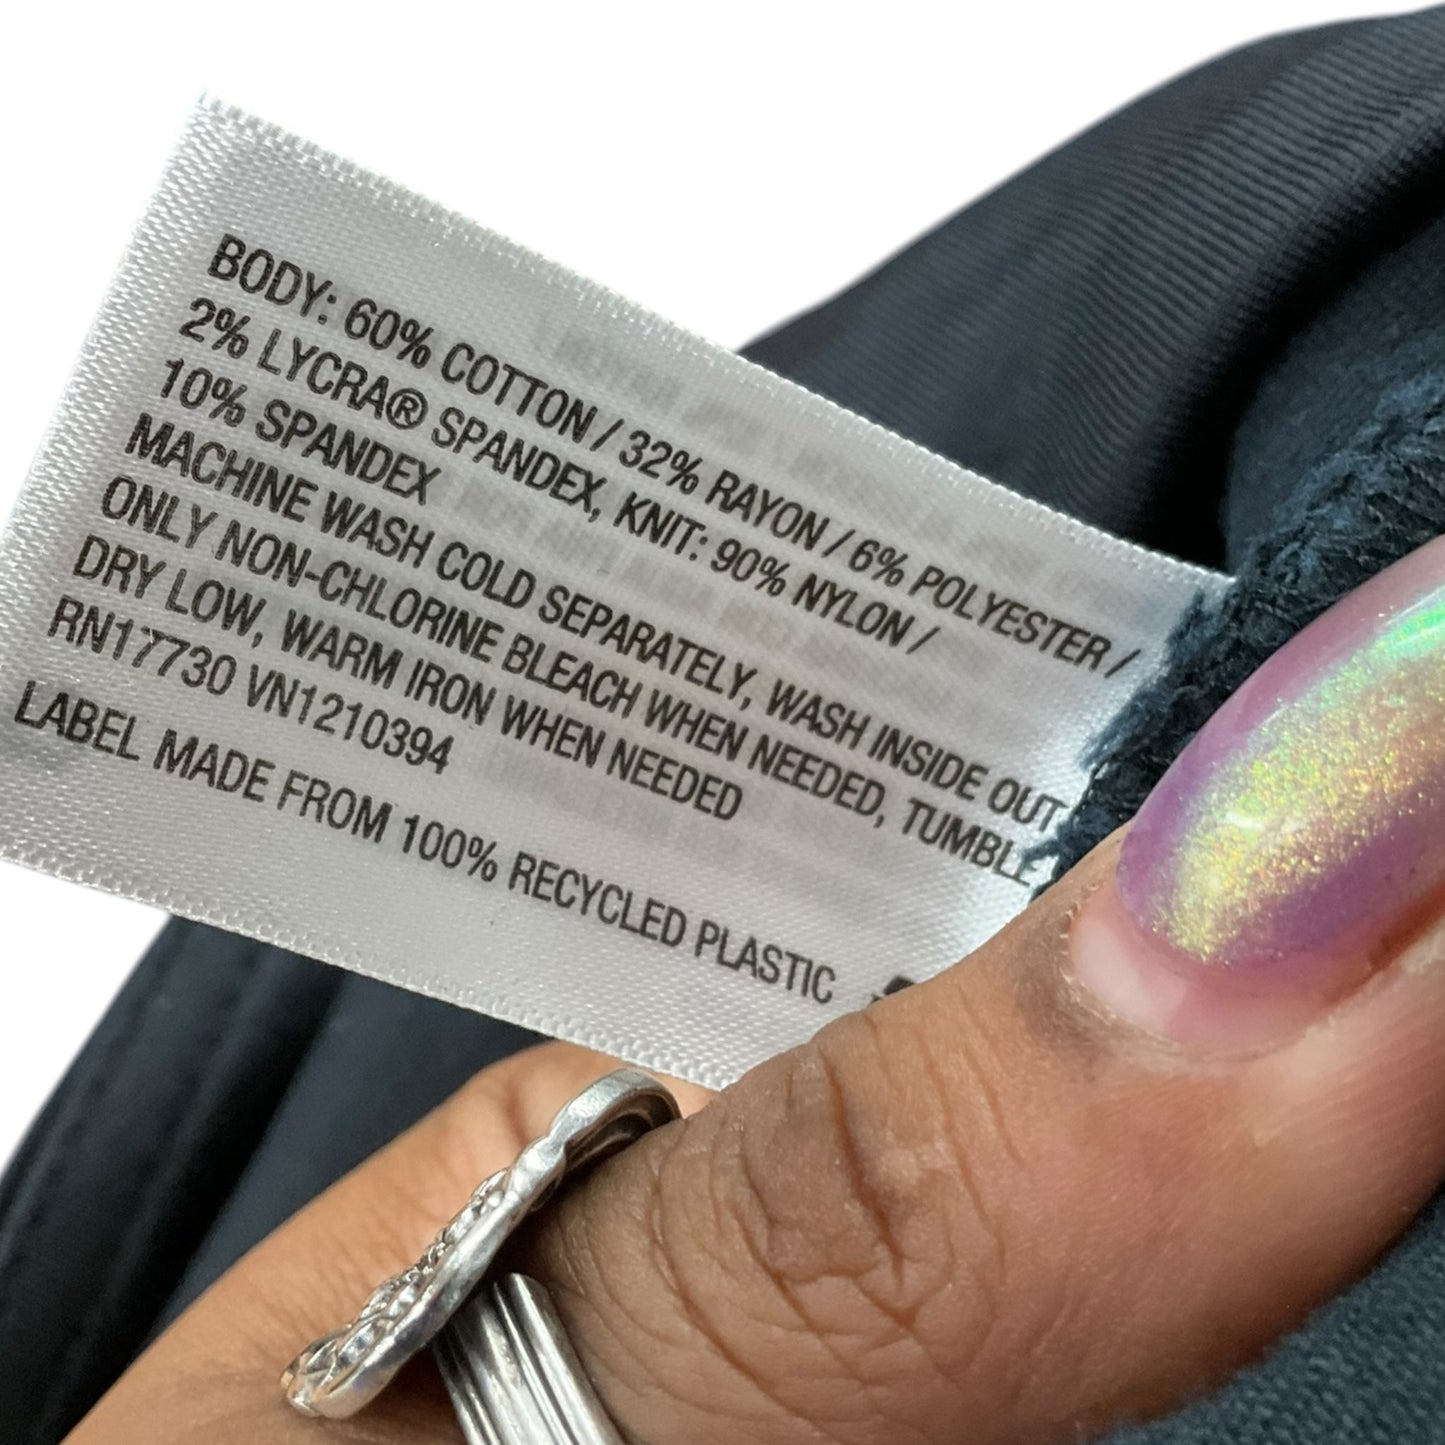 BODY: 60% COTTON / 32% RAYON / 6% POLYESTER /
2% LYCRA® SPANDEX, KNIT: 90% NYLON /
10% SPANDEX
MACHINE WASH COLD SEPARATELY, WASH INSIDE OUT
ONLY NON-CHLORINE BLEACH WHEN NEEDED, TUMBLE
DRY LOW, WARM IRON WHEN NEEDED
RN17730 VN1210394
LABEL MADE FROM 100% RECYCLED PLASTIC